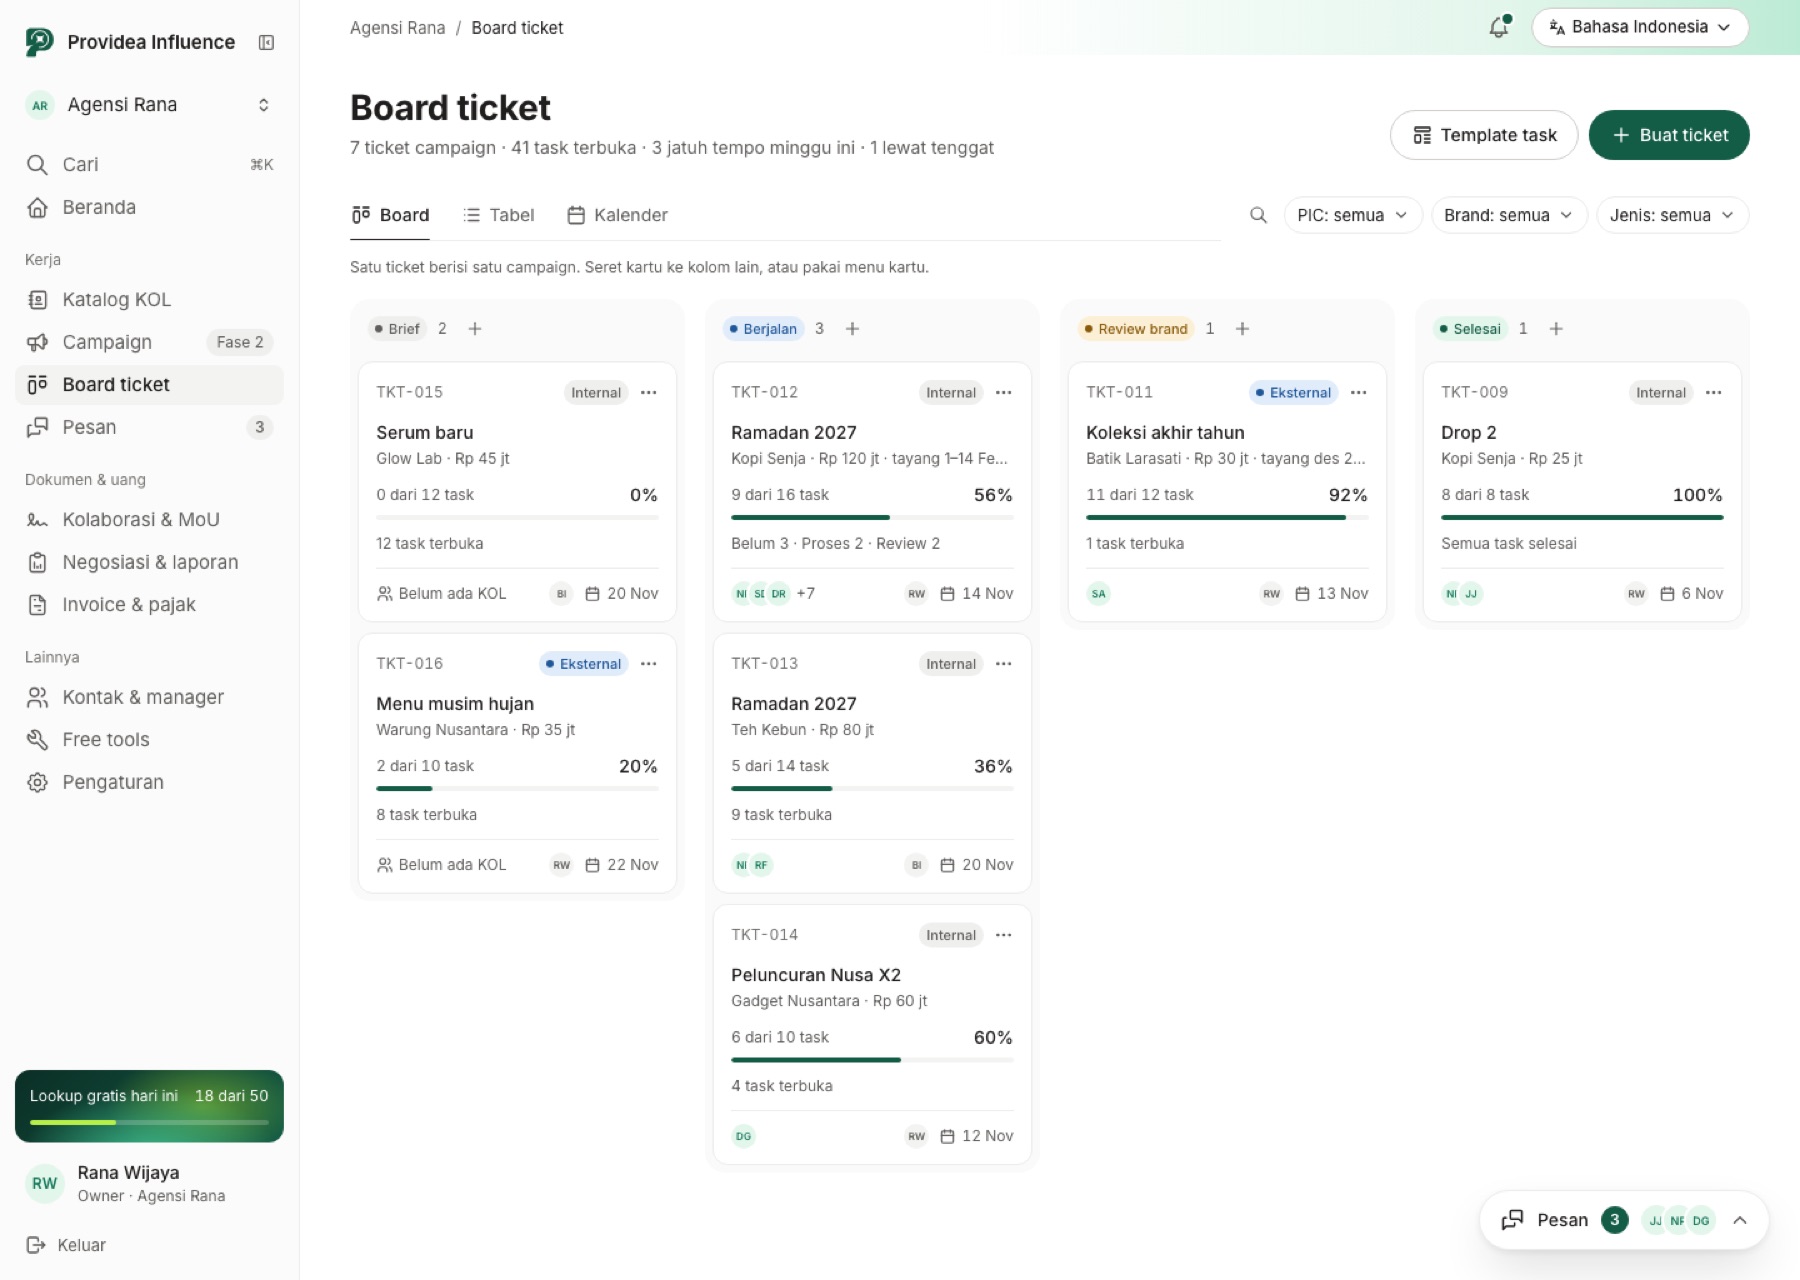 Providea Influence
AR Agensi Rana
Cari ⌘K
Beranda
Kerja
Katalog KOL
Campaign Fase 2
Board ticket
Pesan 3
Dokumen & uang
Kolaborasi & MoU
Negosiasi & laporan
Invoice & pajak
Lainnya
Kontak & manager
Free tools
Pengaturan
Lookup gratis hari ini 18 dari 50
RW Rana Wijaya
Owner · Agensi Rana
Keluar
Agensi Rana / Board ticket
Bahasa Indonesia
Board ticket
7 ticket campaign · 41 task terbuka · 3 jatuh tempo minggu ini · 1 lewat tenggat
Template task
+ Buat ticket
Board Tabel Kalender
PIC: semua Brand: semua Jenis: semua
Satu ticket berisi satu campaign. Seret kartu ke kolom lain, atau pakai menu kartu.
Brief 2 +
TKT-015 Internal ...
Serum baru
Glow Lab · Rp 45 jt
0 dari 12 task 0%
12 task terbuka
Belum ada KOL BI 20 Nov
TKT-016 Eksternal ...
Menu musim hujan
Warung Nusantara · Rp 35 jt
2 dari 10 task 20%
8 task terbuka
Belum ada KOL RW 22 Nov
Berjalan 3 +
TKT-012 Internal ...
Ramadan 2027
Kopi Senja · Rp 120 jt · tayang 1–14 Fe...
9 dari 16 task 56%
Belum 3 · Proses 2 · Review 2
DR +7 RW 14 Nov
TKT-013 Internal ...
Ramadan 2027
Teh Kebun · Rp 80 jt
5 dari 14 task 36%
9 task terbuka
RF BI 20 Nov
TKT-014 Internal ...
Peluncuran Nusa X2
Gadget Nusantara · Rp 60 jt
6 dari 10 task 60%
4 task terbuka
DG RW 12 Nov
Review brand 1 +
TKT-011 Eksternal ...
Koleksi akhir tahun
Batik Larasati · Rp 30 jt · tayang des 2...
11 dari 12 task 92%
1 task terbuka
SA RW 13 Nov
Selesai 1 +
TKT-009 Internal ...
Drop 2
Kopi Senja · Rp 25 jt
8 dari 8 task 100%
Semua task selesai
JJ RW 6 Nov
Pesan 3 DG